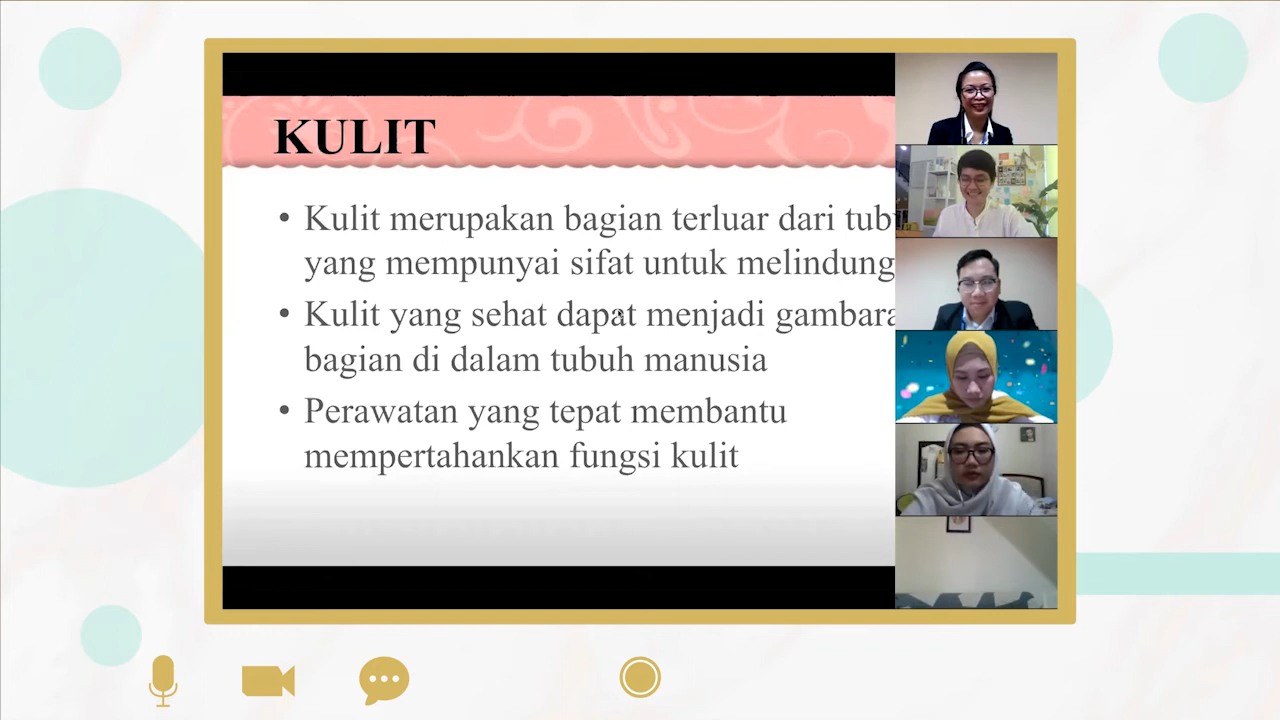 KULIT
• Kulit merupakan bagian terluar dari
yang mempunyai sifat untuk melindung
• Kulit yang sehat dapat menjadi
bagian di dalam tubuh manusia
• Perawatan yang tepat membantu
mempertahankan fungsi kulit